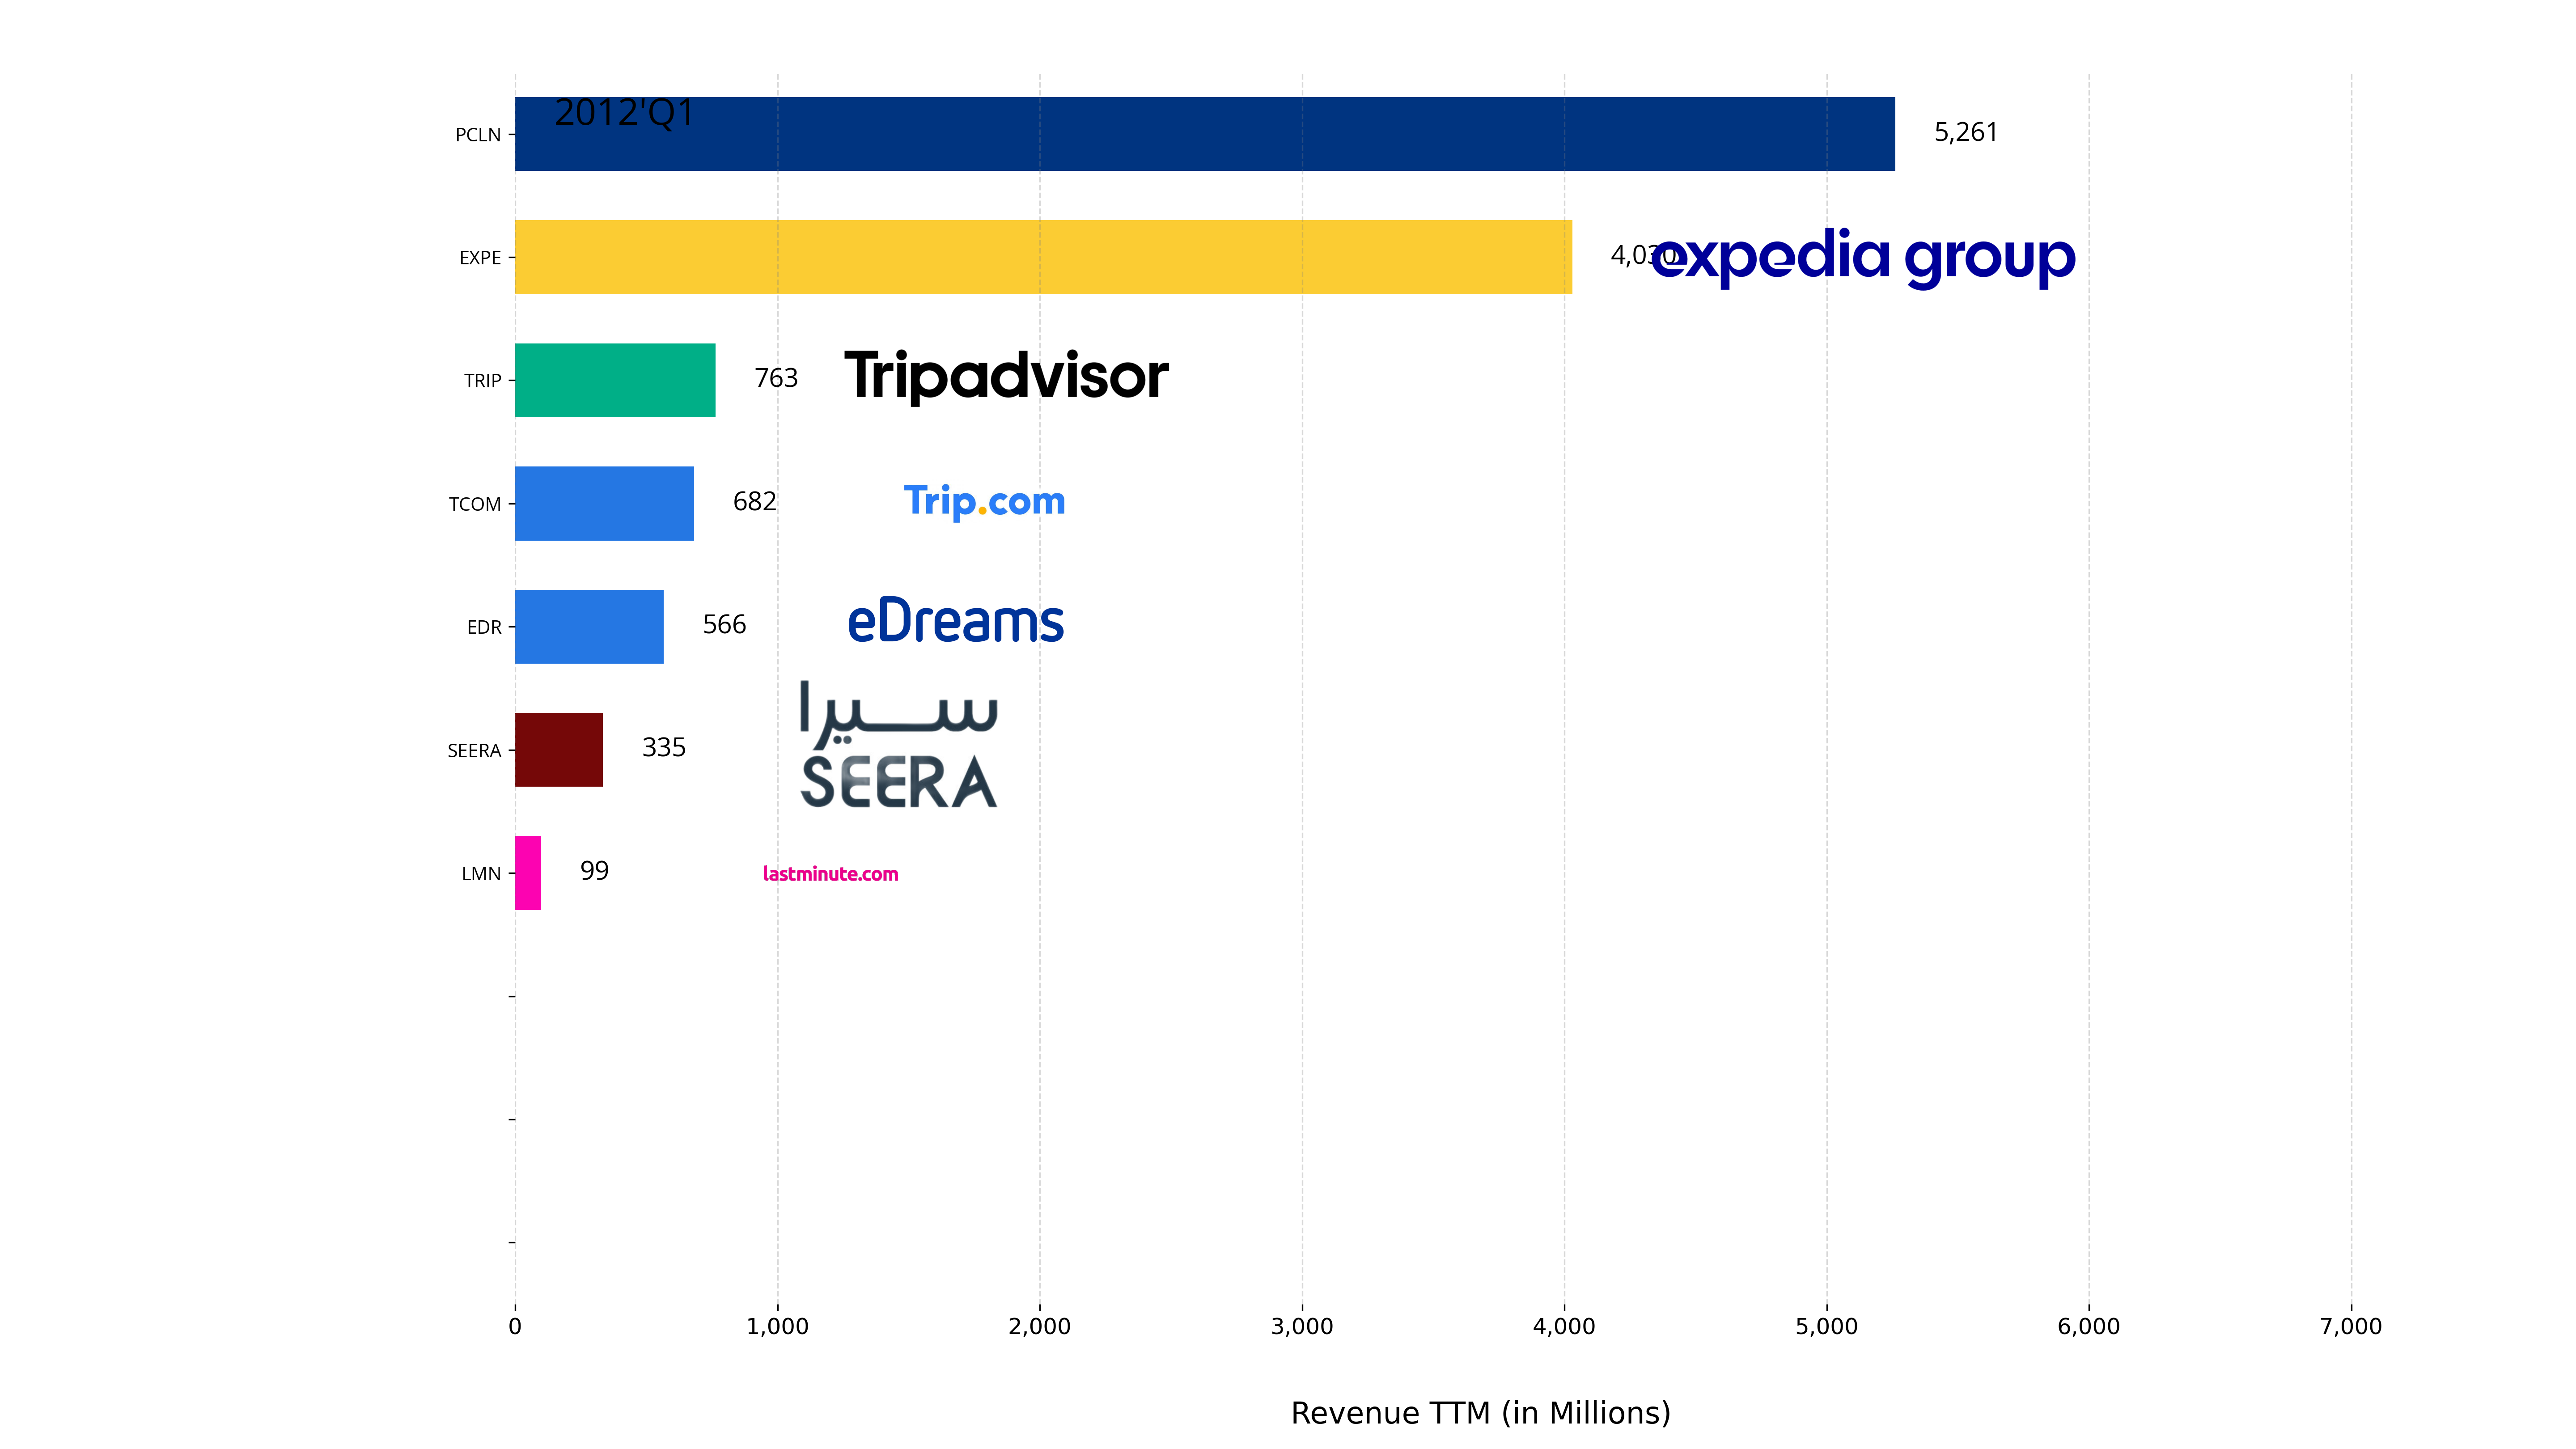 2012'Q1
PCLN 5,261
EXPE 4,030 expedia group
TRIP 763 Tripadvisor
TCOM 682 Trip.com
EDR 566 eDreams
سيرا
SEERA 335 SEERA
LMN 99 lastminute.com
0 1,000 2,000 3,000 4,000 5,000 6,000 7,000
Revenue TTM (in Millions)